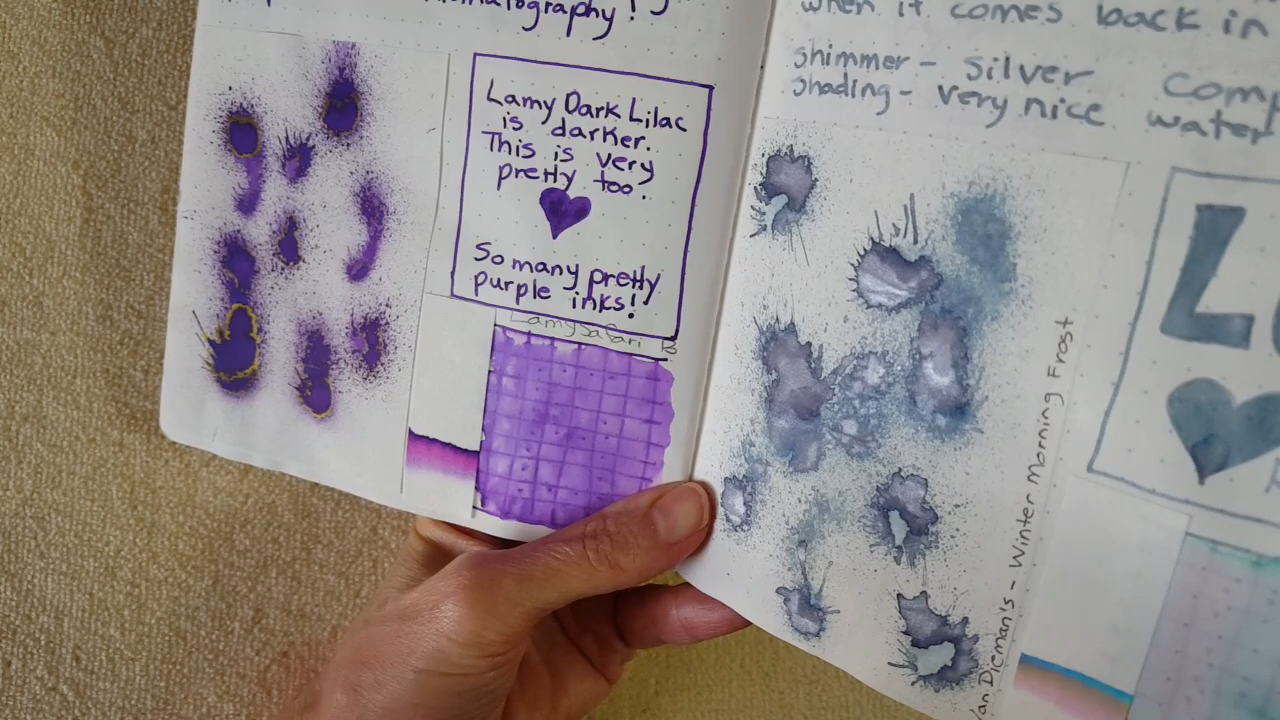 matography!
Lamy Dark Lilac
is darker.
This is very
pretty too.
So many pretty
purple inks!
Lamy Safari B
when it comes back in
shimmer - silver
shading - very nice
Comp
water
Van Dieman's - Winter Morning Frost
L